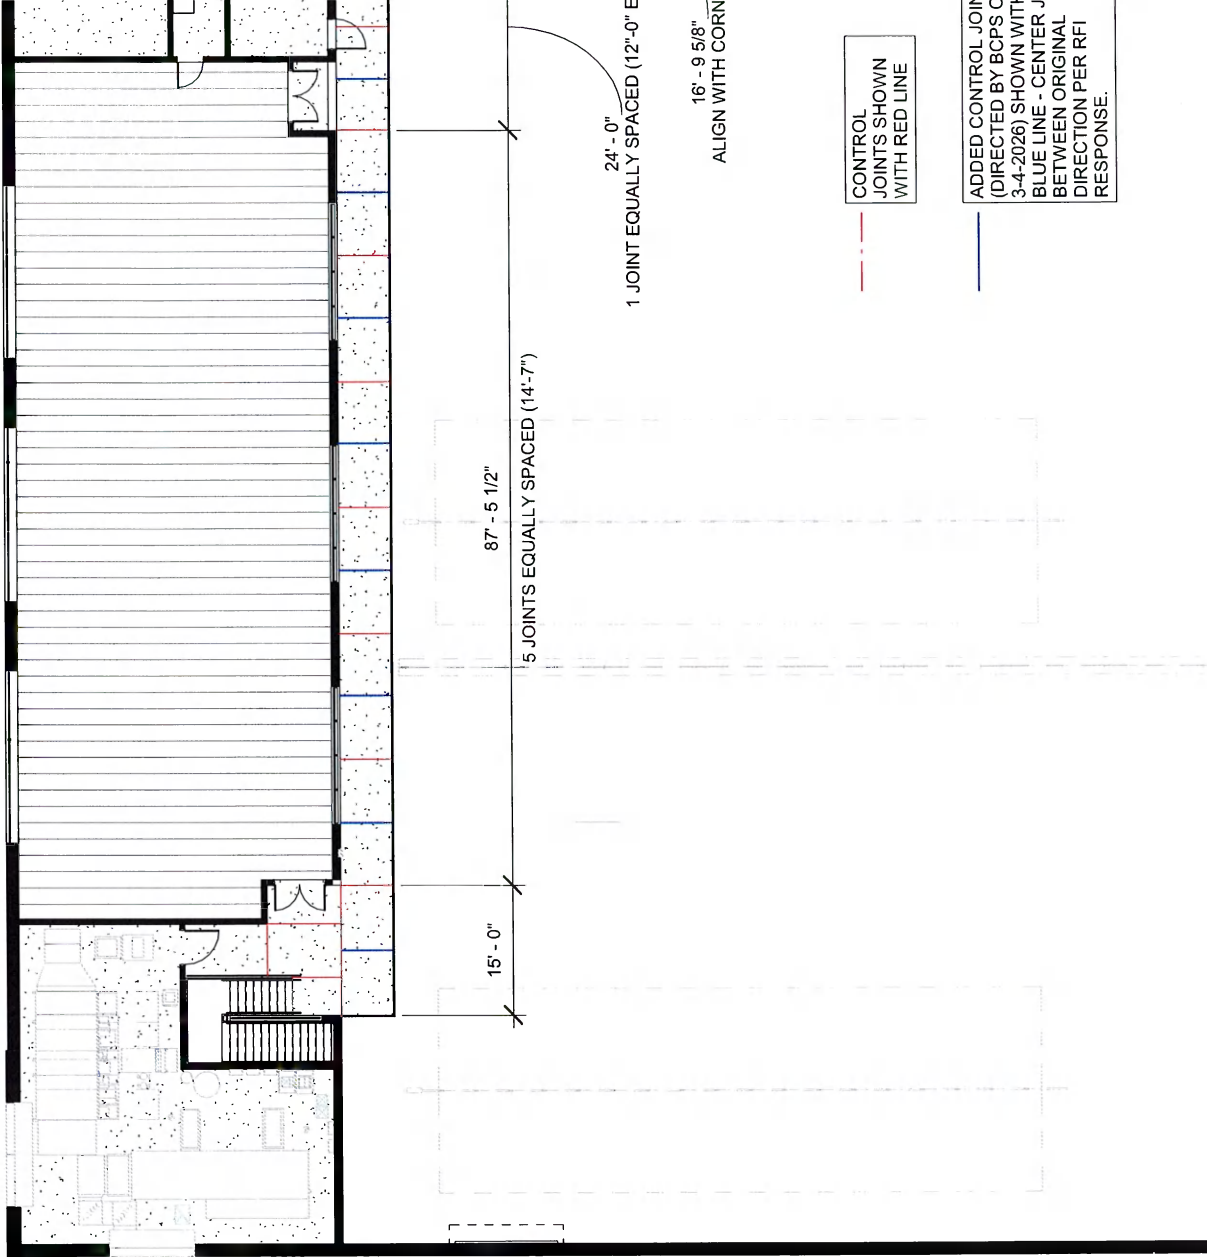 24' - 0"
1 JOINT EQUALLY SPACED (12"-0" E
16' - 9 5/8"
ALIGN WITH CORN
CONTROL
JOINTS SHOWN
WITH RED LINE
ADDED CONTROL JOIN
(DIRECTED BY BCPS O
3-4-2026) SHOWN WITH
BLUE LINE - CENTER J
BETWEEN ORIGINAL
DIRECTION PER RFI
RESPONSE.
87' - 5 1/2"
5 JOINTS EQUALLY SPACED (14'-7")
15' - 0"